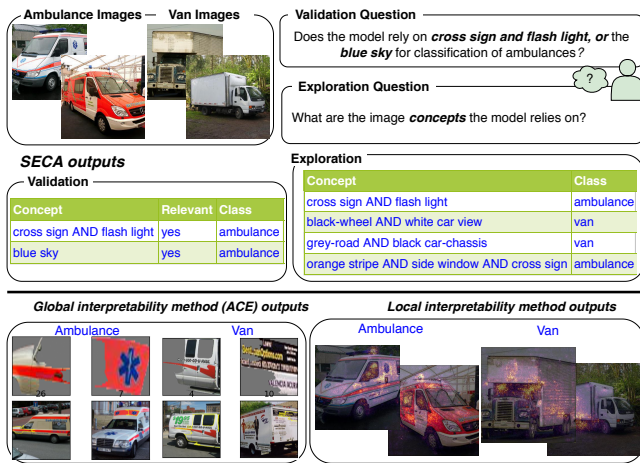 Ambulance Images
Van Images
Validation Question
Does the model rely on cross sign and flash light, or the
blue sky for classification of ambulances?
?
Exploration Question
What are the image concepts the model relies on?
SECA outputs
Validation
Concept Relevant Class
cross sign AND flash light yes ambulance
blue sky yes ambulance
Exploration
Concept Class
cross sign AND flash light ambulance
black-wheel AND white car view van
grey-road AND black car-chassis van
orange stripe AND side window AND cross sign ambulance
Global interpretability method (ACE) outputs
Ambulance
Van
26
7
4
10
Local interpretability method outputs
Ambulance
Van